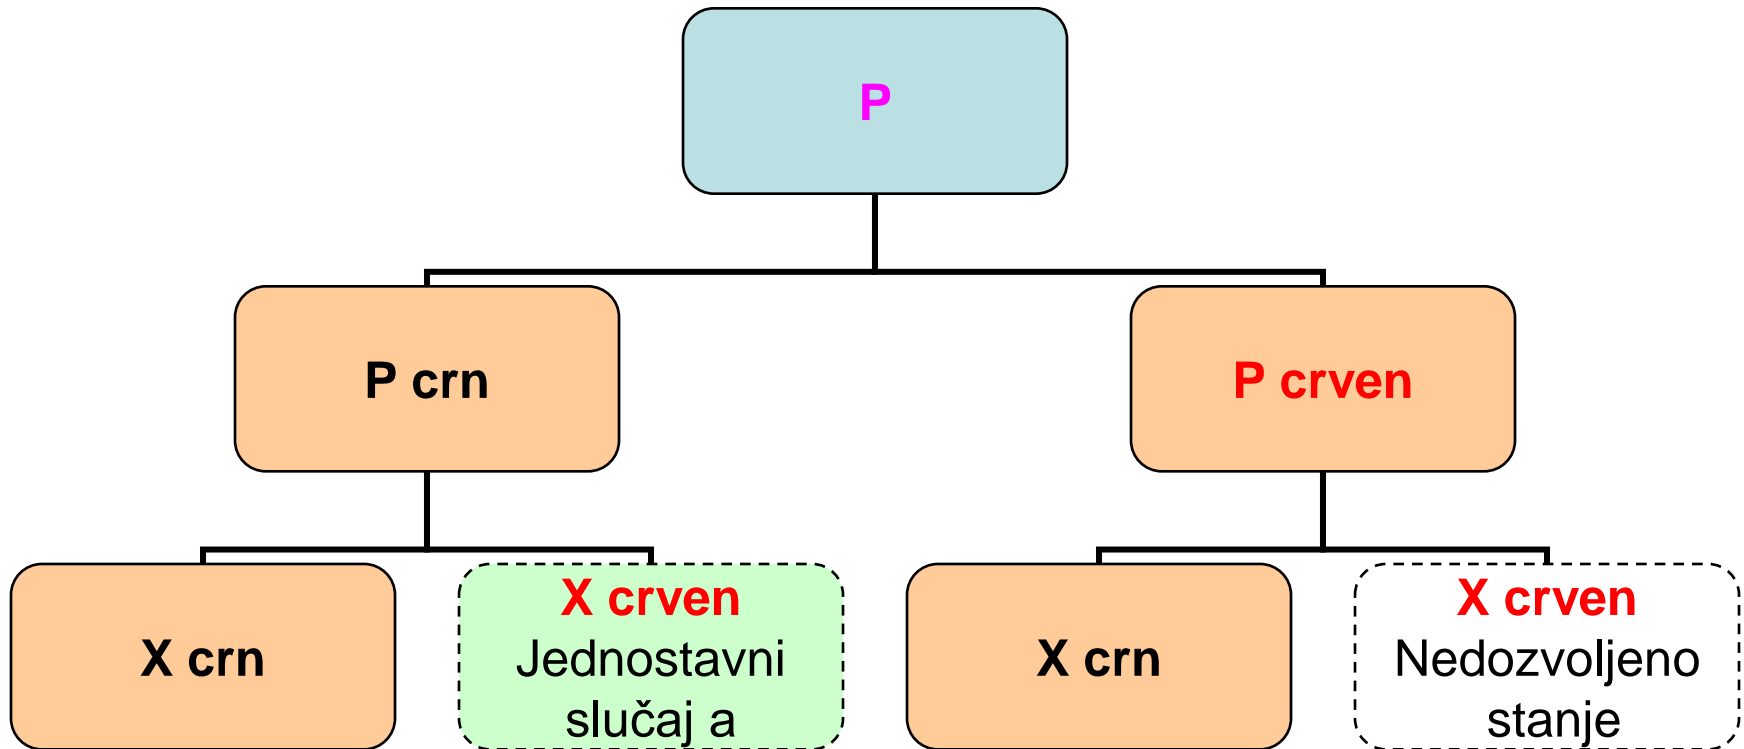 P
P crn
P crven
X crn
X crven
Jednostavni
slučaj a
X crn
X crven
Nedozvoljeno
stanje